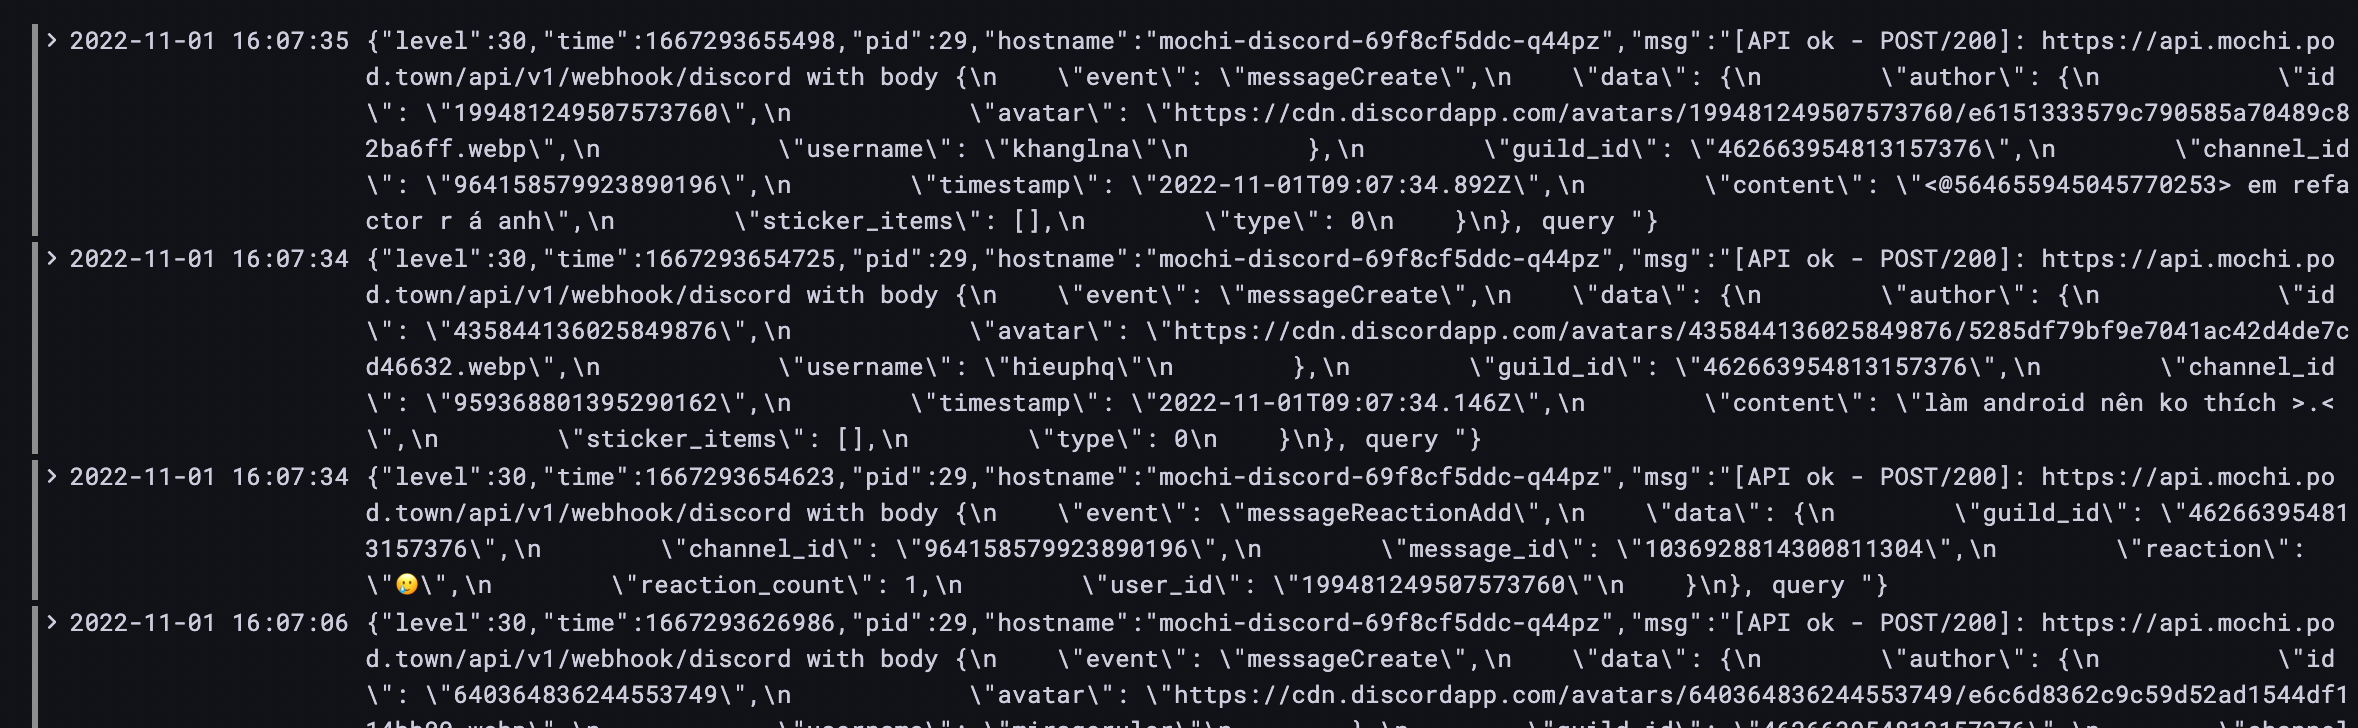 2022-11-01 16:07:35 {"level":30,"time":1667293655498,"pid":29,"hostname":"mochi-discord-69f8cf5ddc-q44pz","msg":"[API ok - POST/200]: https://api.mochi.po
d.town/api/v1/webhook/discord with body {\n    \"event\": \"messageCreate\",\n    \"data\": {\n        \"author\": {\n            \"id
\": \"199481249507573760\",\n            \"avatar\": \"https://cdn.discordapp.com/avatars/199481249507573760/e6151333579c790585a70489c8
2ba6ff.webp\",\n            \"username\": \"khanglna\"\n        },\n        \"guild_id\": \"462663954813157376\",\n        \"channel_id
\": \"964158579923890196\",\n        \"timestamp\": \"2022-11-01T09:07:34.892Z\",\n        \"content\": \"<@564655945045770253> em refa
ctor r á anh\",\n        \"sticker_items\": [],\n        \"type\": 0\n    }\n}, query "}
2022-11-01 16:07:34 {"level":30,"time":1667293654725,"pid":29,"hostname":"mochi-discord-69f8cf5ddc-q44pz","msg":"[API ok - POST/200]: https://api.mochi.po
d.town/api/v1/webhook/discord with body {\n    \"event\": \"messageCreate\",\n    \"data\": {\n        \"author\": {\n            \"id
\": \"435844136025849876\",\n            \"avatar\": \"https://cdn.discordapp.com/avatars/435844136025849876/5285df79bf9e7041ac42d4de7c
d46632.webp\",\n            \"username\": \"hieuphq\"\n        },\n        \"guild_id\": \"462663954813157376\",\n        \"channel_id
\": \"959368801395290162\",\n        \"timestamp\": \"2022-11-01T09:07:34.146Z\",\n        \"content\": \"làm android nên ko thích >.<
\",\n        \"sticker_items\": [],\n        \"type\": 0\n    }\n}, query "}
2022-11-01 16:07:34 {"level":30,"time":1667293654623,"pid":29,"hostname":"mochi-discord-69f8cf5ddc-q44pz","msg":"[API ok - POST/200]: https://api.mochi.po
d.town/api/v1/webhook/discord with body {\n    \"event\": \"messageReactionAdd\",\n    \"data\": {\n        \"guild_id\": \"46266395481
3157376\",\n        \"channel_id\": \"964158579923890196\",\n        \"message_id\": \"1036928814300811304\",\n        \"reaction\":
\"🥲\",\n        \"reaction_count\": 1,\n        \"user_id\": \"199481249507573760\"\n    }\n}, query "}
2022-11-01 16:07:06 {"level":30,"time":1667293626986,"pid":29,"hostname":"mochi-discord-69f8cf5ddc-q44pz","msg":"[API ok - POST/200]: https://api.mochi.po
d.town/api/v1/webhook/discord with body {\n    \"event\": \"messageCreate\",\n    \"data\": {\n        \"author\": {\n            \"id
\": \"640364836244553749\",\n            \"avatar\": \"https://cdn.discordapp.com/avatars/640364836244553749/e6c6d8362c9c59d52ad1544df1